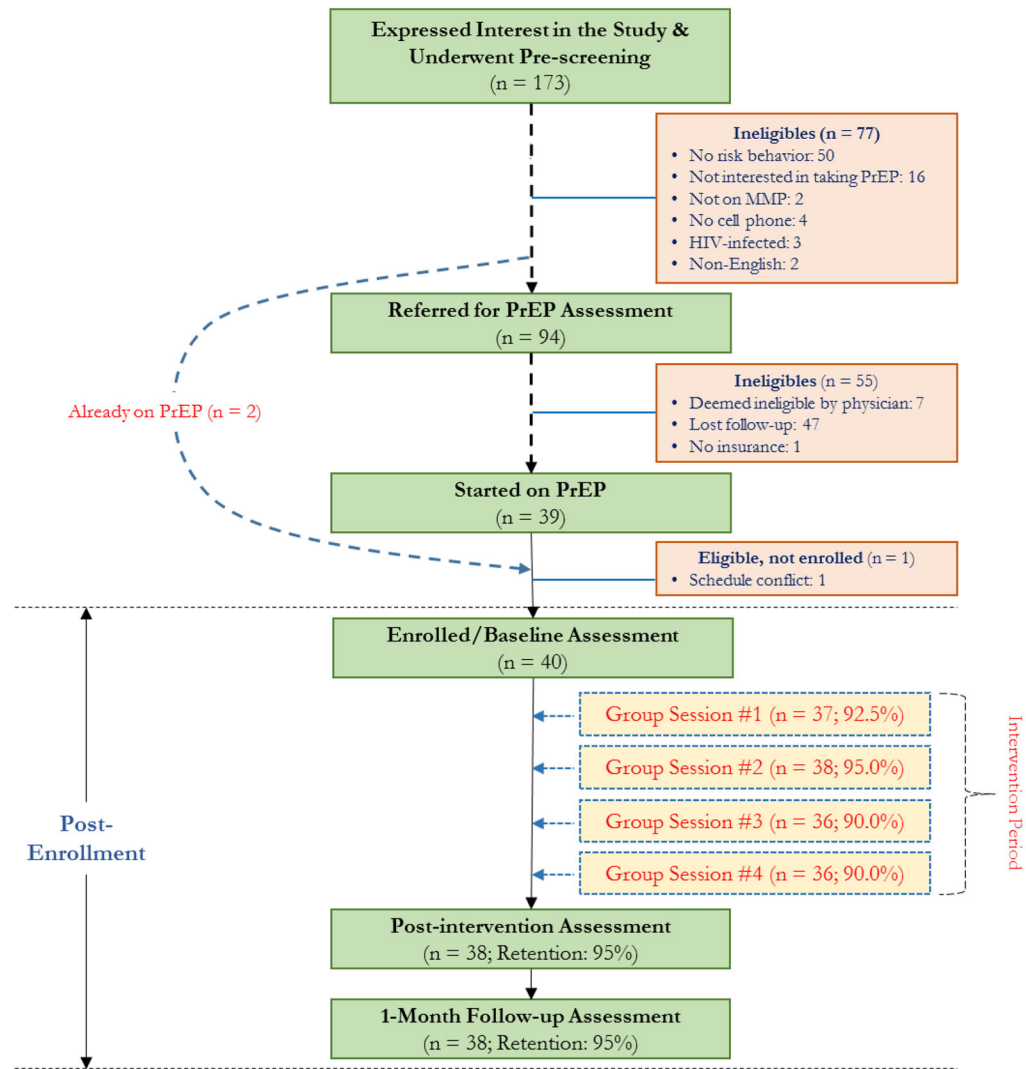 Expressed Interest in the Study &
Underwent Pre-screening
(n = 173)
Ineligibles (n = 77)
• No risk behavior: 50
• Not interested in taking PrEP: 16
• Not on MMP: 2
• No cell phone: 4
• HIV-infected: 3
• Non-English: 2
Referred for PrEP Assessment
(n = 94)
Ineligibles (n = 55)
• Deemed ineligible by physician: 7
• Lost follow-up: 47
• No insurance: 1
Already on PrEP (n = 2)
Started on PrEP
(n = 39)
Eligible, not enrolled (n = 1)
• Schedule conflict: 1
Enrolled/Baseline Assessment
(n = 40)
Group Session #1 (n = 37; 92.5%)
Group Session #2 (n = 38; 95.0%)
Group Session #3 (n = 36; 90.0%)
Group Session #4 (n = 36; 90.0%)
Intervention Period
Post-
Enrollment
Post-intervention Assessment
(n = 38; Retention: 95%)
1-Month Follow-up Assessment
(n = 38; Retention: 95%)